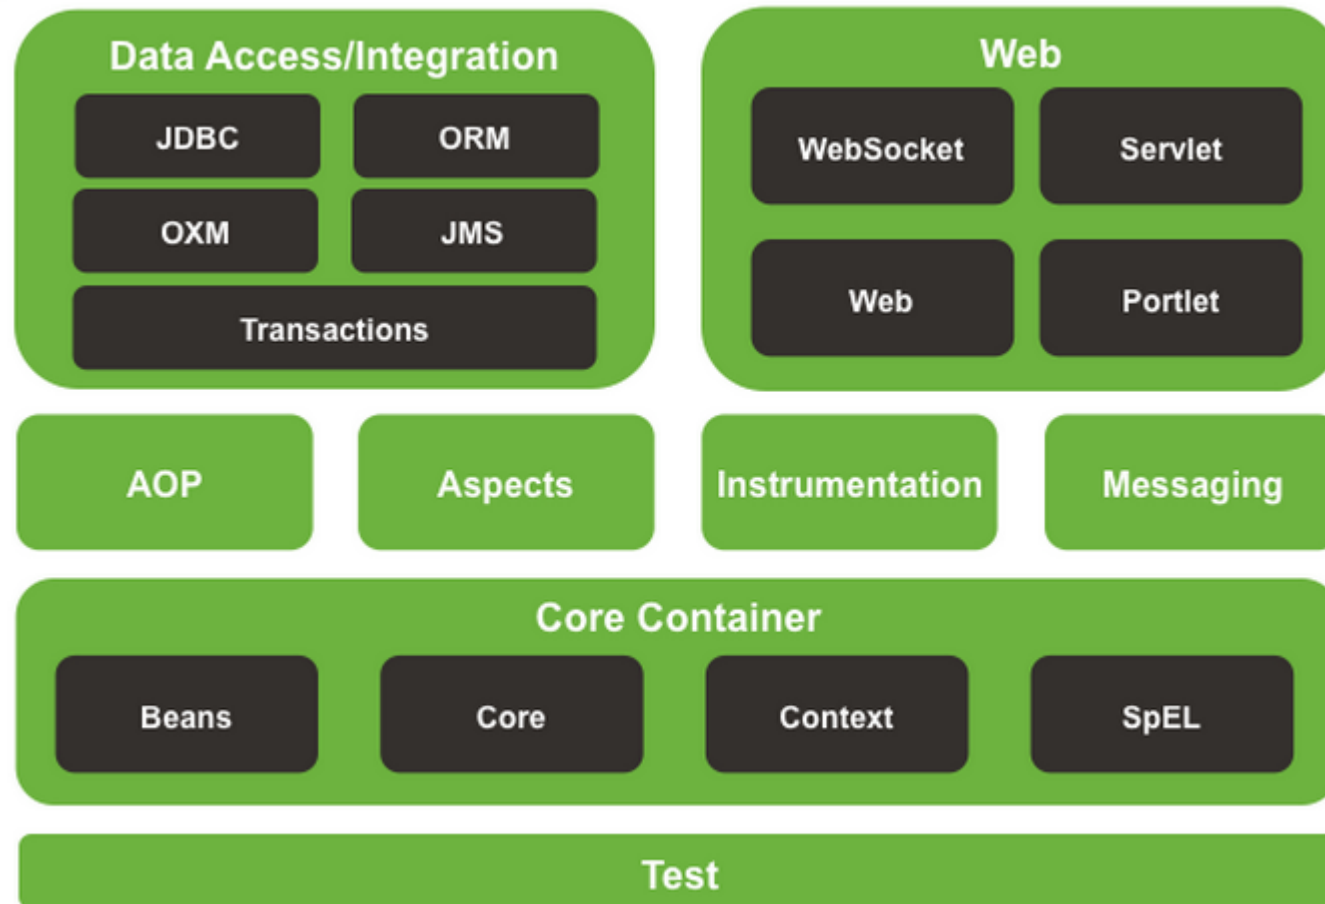 Data Access/Integration
JDBC
ORM
OXM
JMS
Transactions
Web
WebSocket
Servlet
Web
Portlet
AOP
Aspects
Instrumentation
Messaging
Core Container
Beans
Core
Context
SpEL
Test